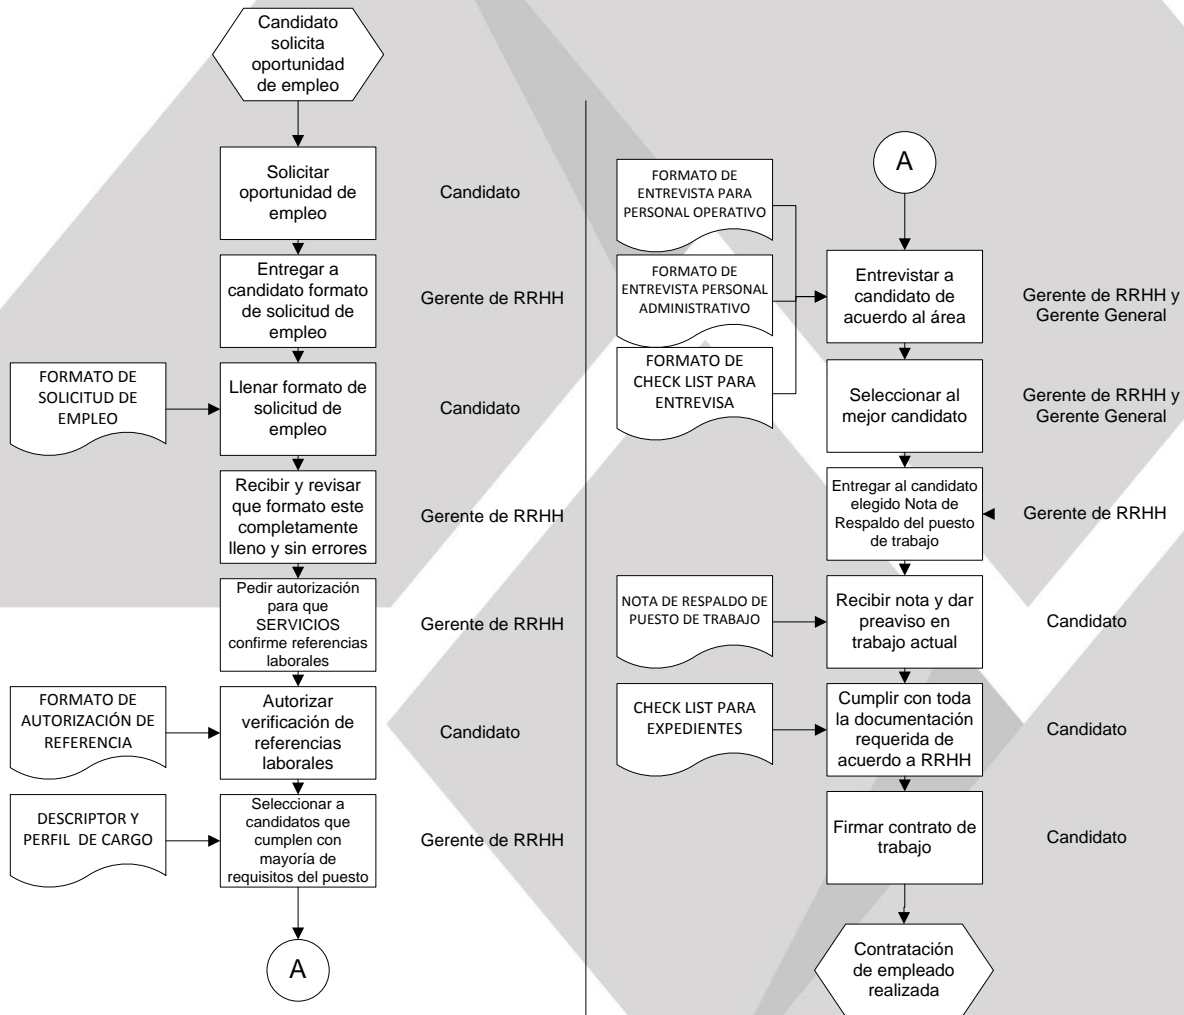 Candidato
solicita
oportunidad
de empleo
Solicitar
oportunidad de
empleo
Candidato
Entregar a
candidato formato
de solicitud de
empleo
Gerente de RRHH
FORMATO DE
SOLICITUD DE
EMPLEO
Llenar formato de
solicitud de
empleo
Candidato
Recibir y revisar
que formato este
completamente
lleno y sin errores
Gerente de RRHH
Pedir autorización
para que
SERVICIOS
confirme referencias
laborales
Gerente de RRHH
FORMATO DE
AUTORIZACIÓN DE
REFERENCIA
Autorizar
verificación de
referencias
laborales
Candidato
DESCRIPTOR Y
PERFIL DE CARGO
Seleccionar a
candidatos que
cumplen con
mayoría de
requisitos del puesto
Gerente de RRHH
A
A
FORMATO DE
ENTREVISTA PARA
PERSONAL OPERATIVO
FORMATO DE
ENTREVISTA PERSONAL
ADMINISTRATIVO
FORMATO DE
CHECK LIST PARA
ENTREVISA
Entrevistar a
candidato de
acuerdo al área
Gerente de RRHH y
Gerente General
Seleccionar al
mejor candidato
Gerente de RRHH y
Gerente General
Entregar al candidato
elegido Nota de
Respaldo del puesto
de trabajo
Gerente de RRHH
NOTA DE RESPALDO DE
PUESTO DE TRABAJO
Recibir nota y dar
preaviso en
trabajo actual
Candidato
CHECK LIST PARA
EXPEDIENTES
Cumplir con toda
la documentación
requerida de
acuerdo a RRHH
Candidato
Firmar contrato de
trabajo
Candidato
Contratación
de empleado
realizada